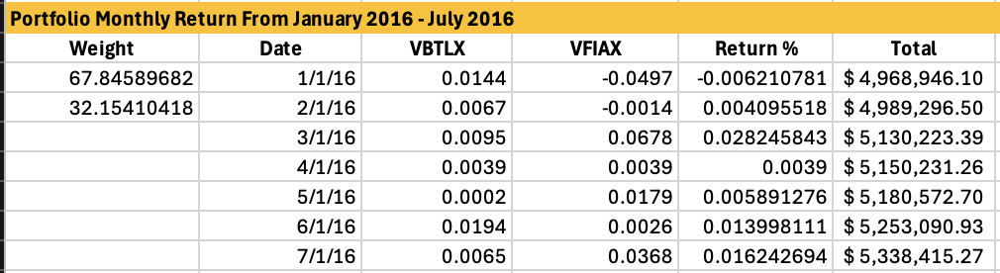 Portfolio Monthly Return From January 2016 - July 2016
Weight Date VBTLX VFIAX Return % Total
67.84589682 1/1/16 0.0144 -0.0497 -0.006210781 $ 4,968,946.10
32.15410418 2/1/16 0.0067 -0.0014 0.004095518 $ 4,989,296.50
3/1/16 0.0095 0.0678 0.028245843 $ 5,130,223.39
4/1/16 0.0039 0.0039 0.0039 $ 5,150,231.26
5/1/16 0.0002 0.0179 0.005891276 $ 5,180,572.70
6/1/16 0.0194 0.0026 0.013998111 $ 5,253,090.93
7/1/16 0.0065 0.0368 0.016242694 $ 5,338,415.27